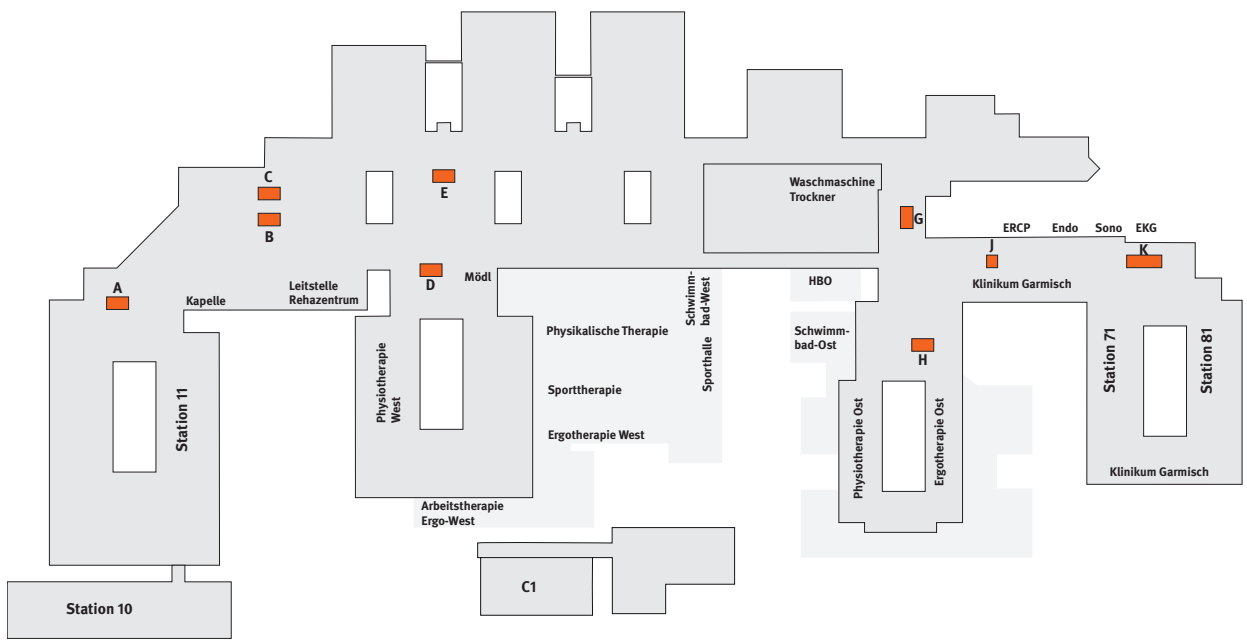 C
E
Waschmaschine
Trockner
G
B
ERCP
Endo
Sono
EKG
J
K
A
Kapelle
Leitstelle
Rehazentrum
D
Mödl
Schwimm-
bad-West
HBO
Klinikum Garmisch
Physikalische Therapie
Schwimm-
bad-Ost
H
Sporthalle
Physiotherapie
West
Sporttherapie
Station 71
Station 81
Station 11
Ergotherapie West
Physiotherapie Ost
Ergotherapie Ost
Klinikum Garmisch
Arbeitstherapie
Ergo-West
C1
Station 10